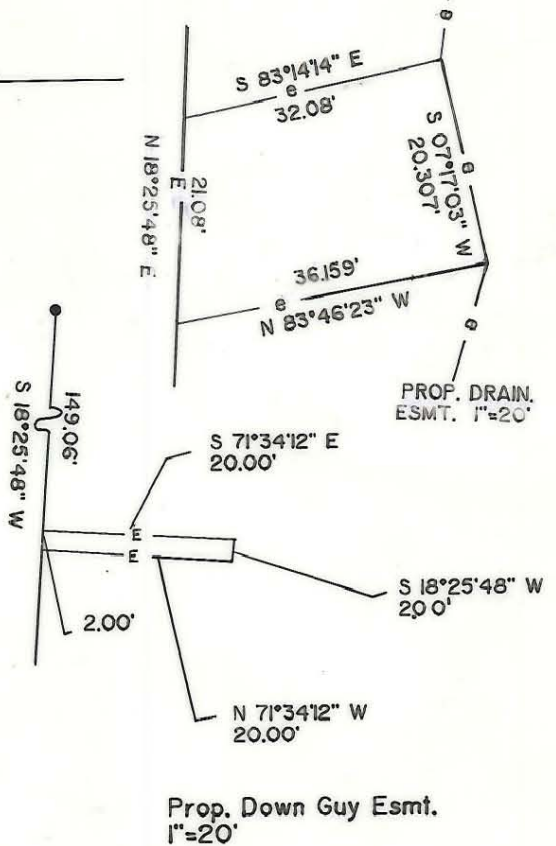 e
S 83°14'14" E
e
32.08'
S 07°17'03" W
20.307'
e
21.08'
E
N 18°25'48" E
36.159'
e
N 83°46'23" W
e
PROP. DRAIN.
ESMT. 1"=20'
149.06'
S 18°25'48" W
S 71°34'12" E
20.00'
E
E
S 18°25'48" W
2.00'
2.00'
N 71°34'12" W
20.00'
Prop. Down Guy Esmt.
1"=20'